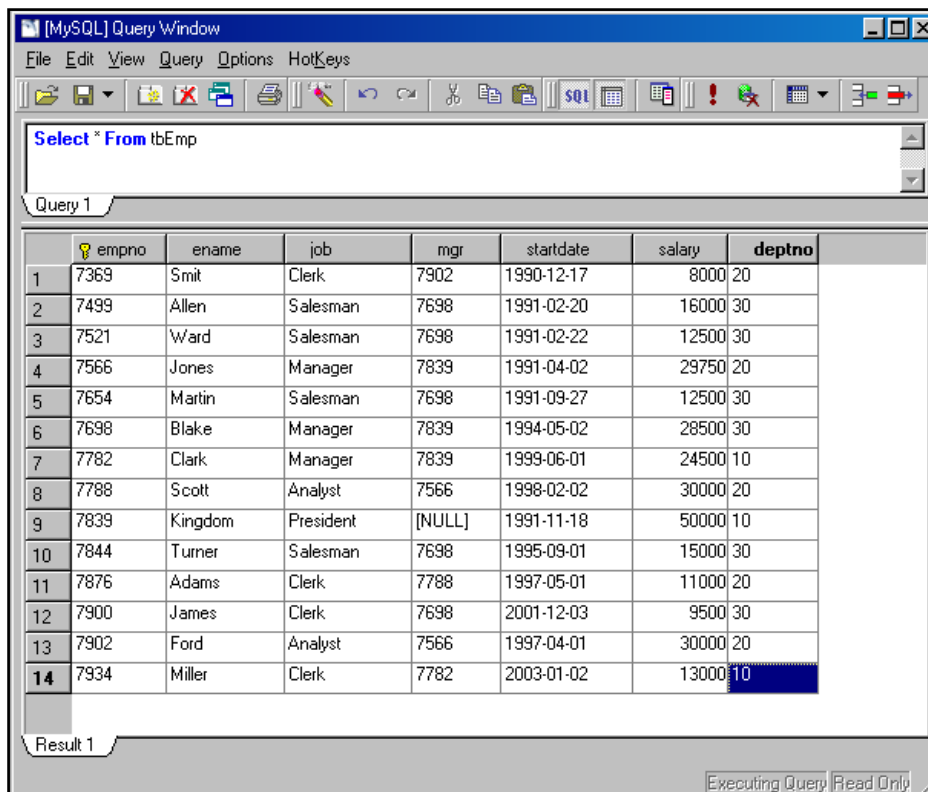 [MySQL] Query Window
File Edit View Query Options HotKeys
SQL
Select * From tbEmp
Query 1
empno ename job mgr startdate salary deptno
1 7369 Smit Clerk 7902 1990-12-17 8000 20
2 7499 Allen Salesman 7698 1991-02-20 16000 30
3 7521 Ward Salesman 7698 1991-02-22 12500 30
4 7566 Jones Manager 7839 1991-04-02 29750 20
5 7654 Martin Salesman 7698 1991-09-27 12500 30
6 7698 Blake Manager 7839 1994-05-02 28500 30
7 7782 Clark Manager 7839 1999-06-01 24500 10
8 7788 Scott Analyst 7566 1998-02-02 30000 20
9 7839 Kingdom President [NULL] 1991-11-18 50000 10
10 7844 Turner Salesman 7698 1995-09-01 15000 30
11 7876 Adams Clerk 7788 1997-05-01 11000 20
12 7900 James Clerk 7698 2001-12-03 9500 30
13 7902 Ford Analyst 7566 1997-04-01 30000 20
14 7934 Miller Clerk 7782 2003-01-02 13000 10
Result 1
Executing Query Read Only